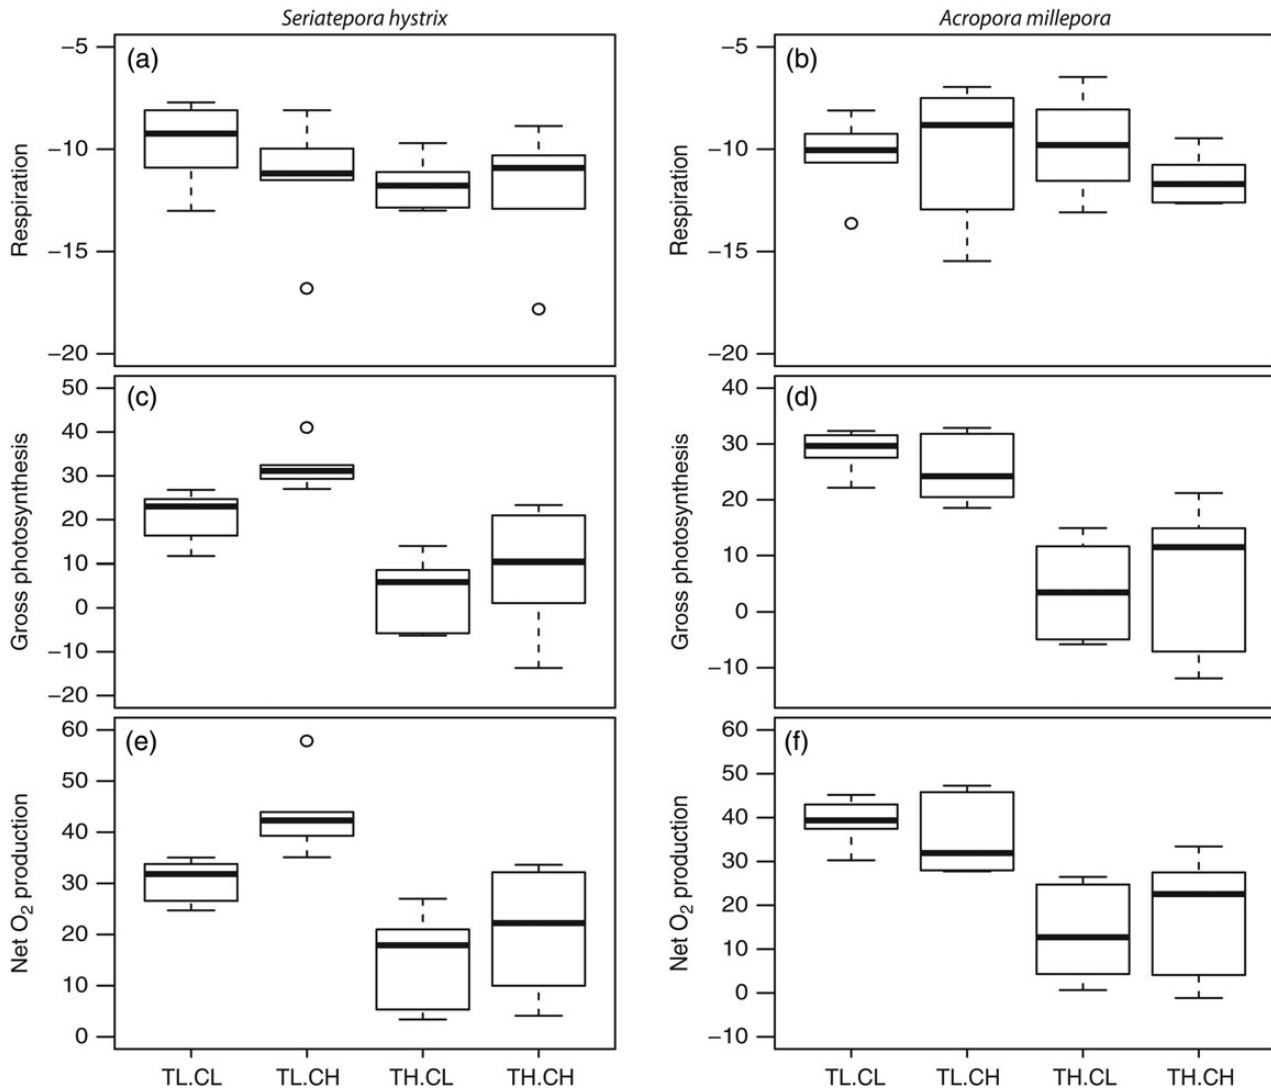 Seriatepora hystrix
Acropora millepora
(a)
−5
−10
−15
−20
Respiration
(b)
−5
−10
−15
−20
Respiration
(c)
50
40
30
20
10
0
−10
−20
Gross photosynthesis
(d)
40
30
20
10
0
−10
Gross photosynthesis
(e)
60
50
40
30
20
10
0
Net O2 production
TL.CL TL.CH TH.CL TH.CH
(f)
60
50
40
30
20
10
0
−10
Net O2 production
TL.CL TL.CH TH.CL TH.CH